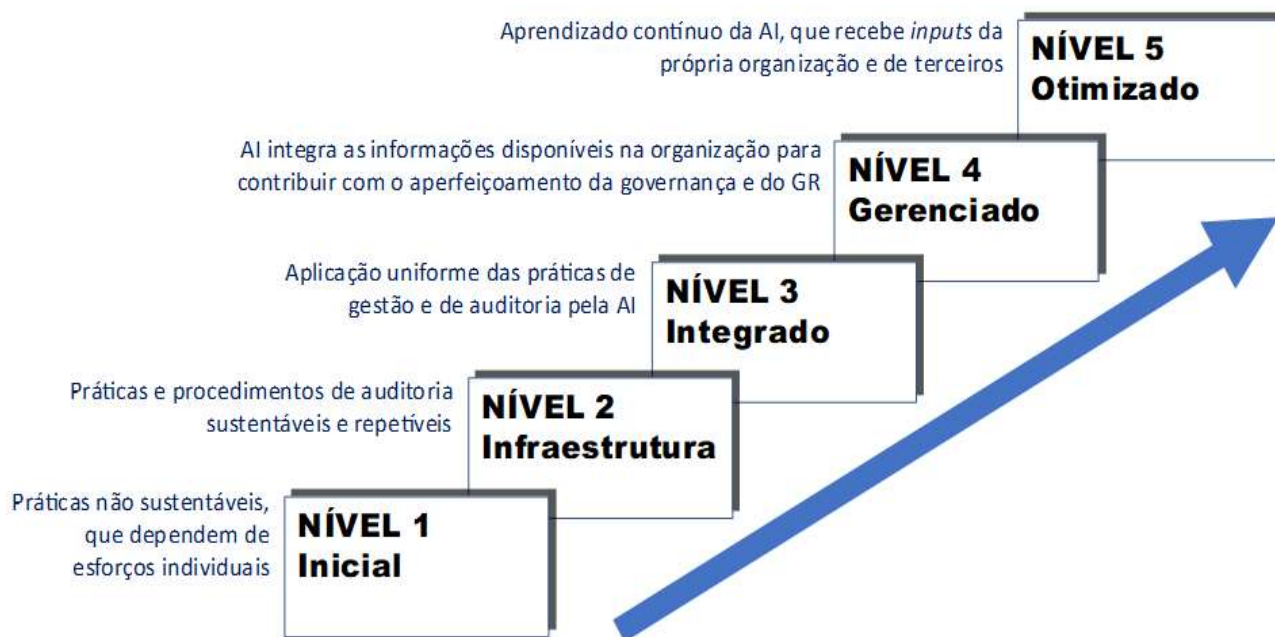 Aprendizado contínuo da AI, que recebe inputs da
própria organização e de terceiros
NÍVEL 5
Otimizado
AI integra as informações disponíveis na organização para
contribuir com o aperfeiçoamento da governança e do GR
NÍVEL 4
Gerenciado
Aplicação uniforme das práticas de
gestão e de auditoria pela AI
NÍVEL 3
Integrado
Práticas e procedimentos de auditoria
sustentáveis e repetíveis
NÍVEL 2
Infraestrutura
Práticas não sustentáveis,
que dependem de
esforços individuais
NÍVEL 1
Inicial